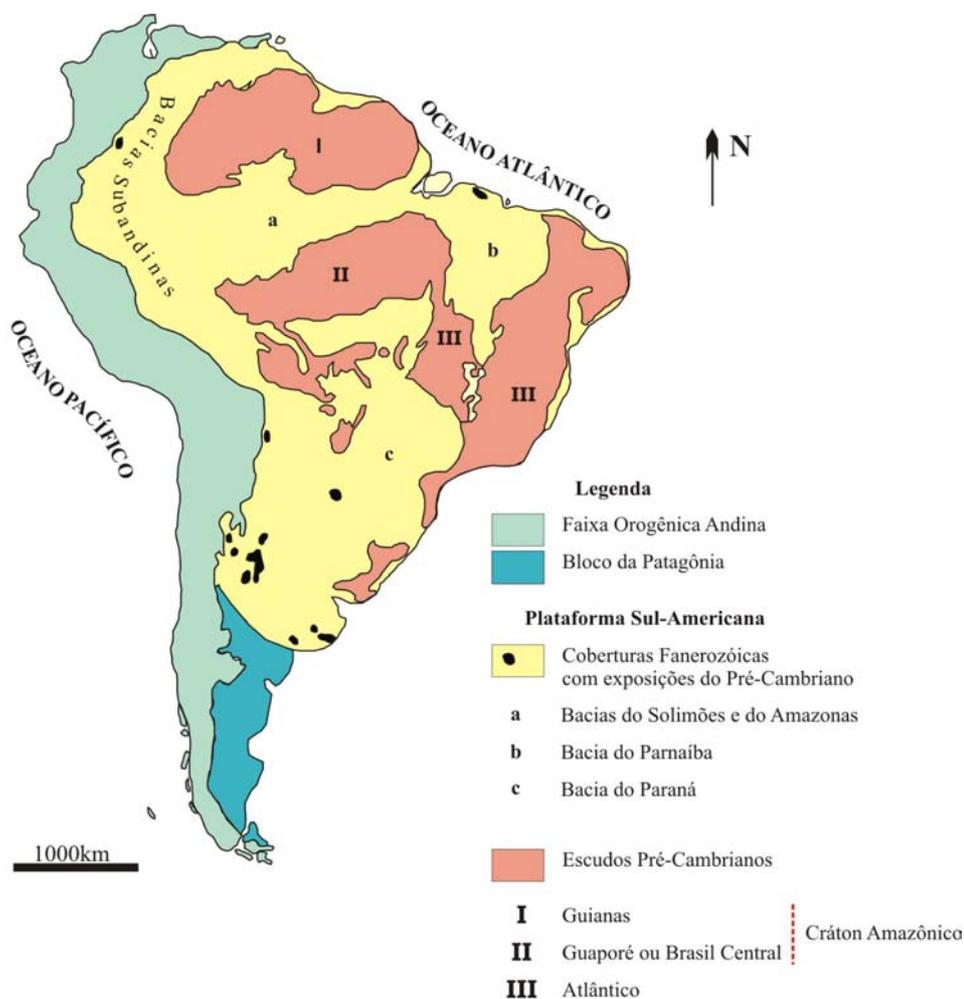 OCEANO ATLÂNTICO
N
Bacias Subandinas
I
a
b
II
III
III
OCEANO PACÍFICO
c
Legenda
Faixa Orogênica Andina
Bloco da Patagônia
Plataforma Sul-Americana
Coberturas Fanerozóicas
com exposições do Pré-Cambriano
a Bacias do Solimões e do Amazonas
b Bacia do Parnaíba
c Bacia do Paraná
1000km
Escudos Pré-Cambrianos
I Guianas
Cráton Amazônico
II Guaporé ou Brasil Central
III Atlântico